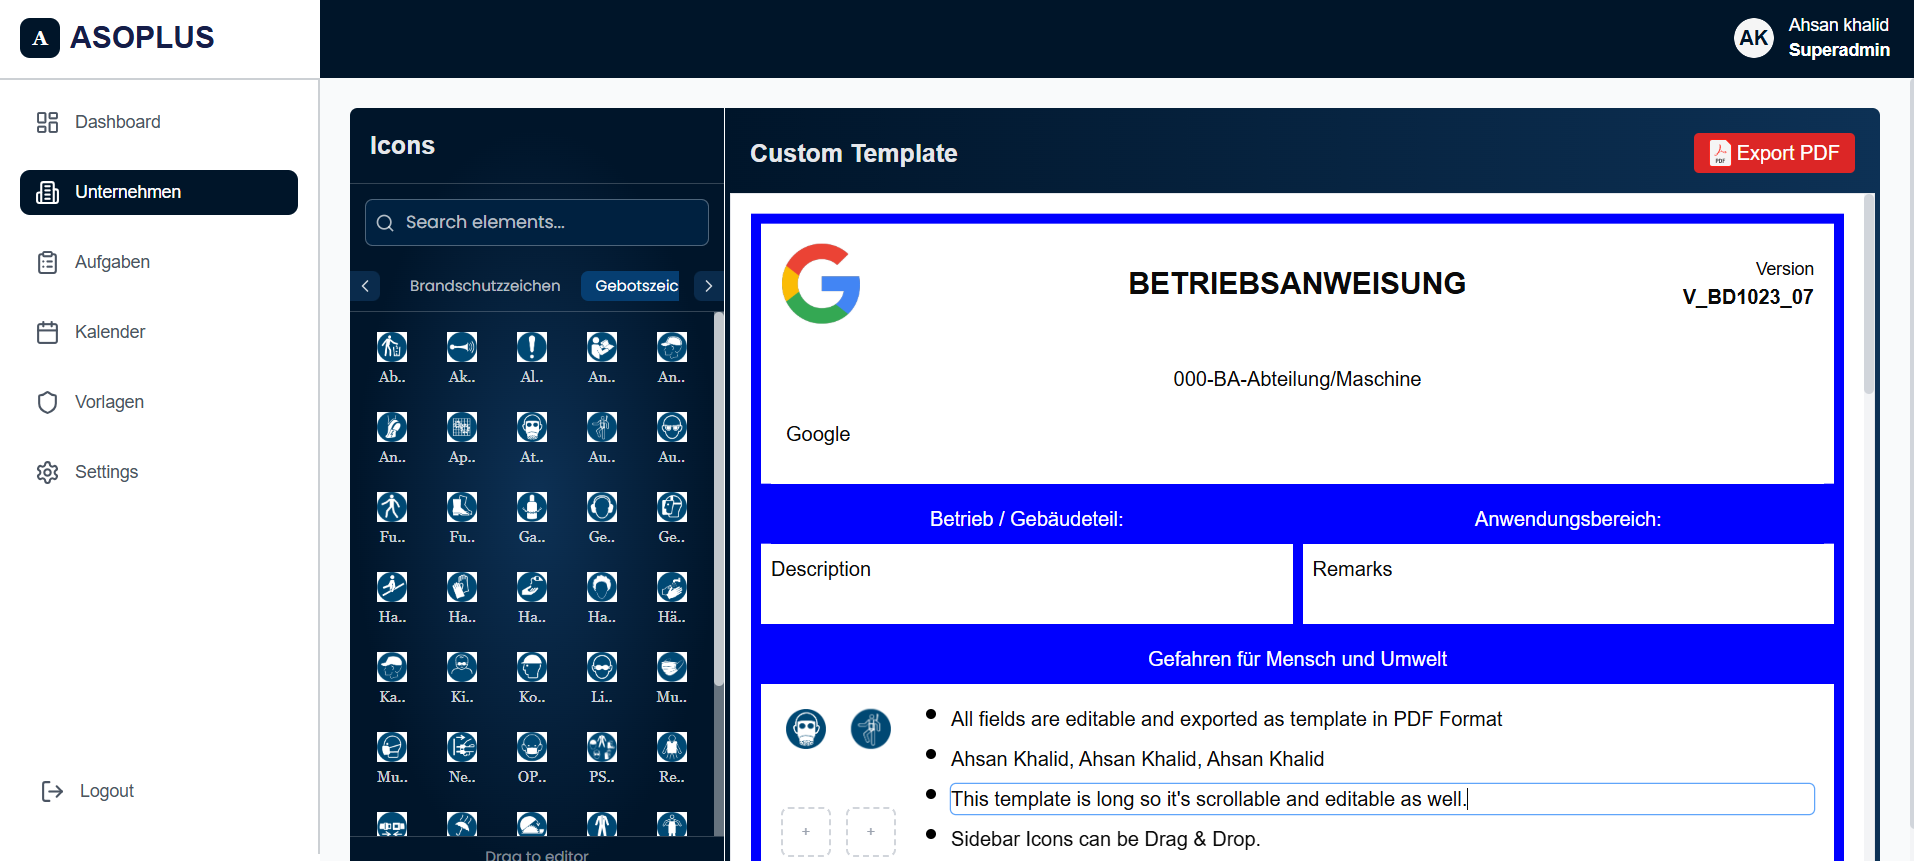 A ASOPLUS
AK
Ahsan khalid
Superadmin
Dashboard
Unternehmen
Aufgaben
Kalender
Vorlagen
Settings
Logout
Icons
Search elements...
Brandschutzzeichen
Gebotszeic
Ab.. Ak.. Al.. An.. An..
An.. Ap.. At.. Au.. Au..
Fu.. Fu.. Ga.. Ge.. Ge..
Ha.. Ha.. Ha.. Ha.. Hä..
Ka.. Ki.. Ko.. Li.. Mu..
Mu.. Ne.. OP.. PS.. Re..
Drag to editor
Custom Template
PDF Export PDF
BETRIEBSANWEISUNG
Version
V_BD1023_07
000-BA-Abteilung/Maschine
Google
Betrieb / Gebäudeteil:
Anwendungsbereich:
Description
Remarks
Gefahren für Mensch und Umwelt
All fields are editable and exported as template in PDF Format
Ahsan Khalid, Ahsan Khalid, Ahsan Khalid
This template is long so it's scrollable and editable as well.
+ +
Sidebar Icons can be Drag & Drop.